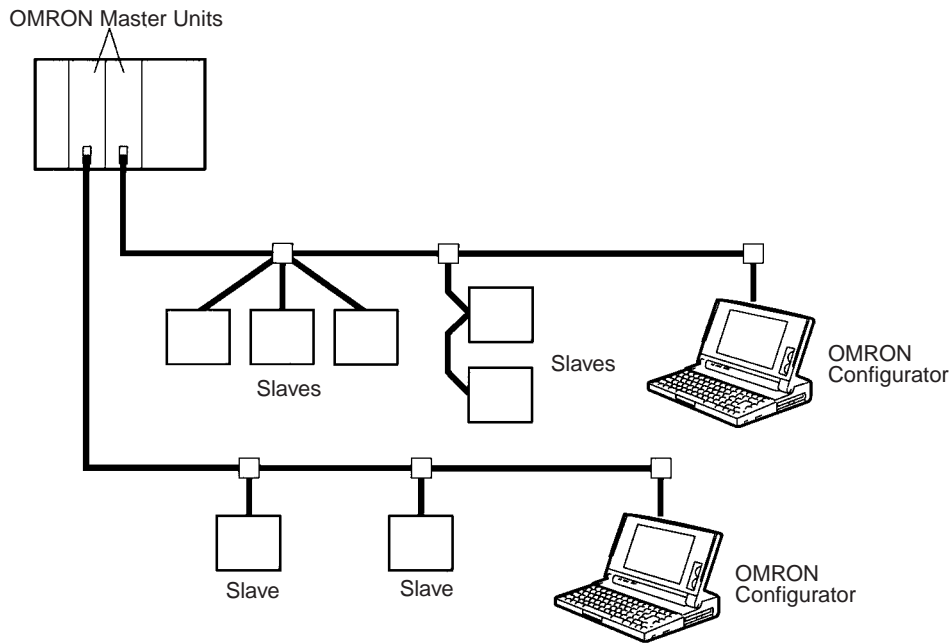 OMRON Master Units
Slaves
Slaves
OMRON
Configurator
Slave
Slave
OMRON
Configurator